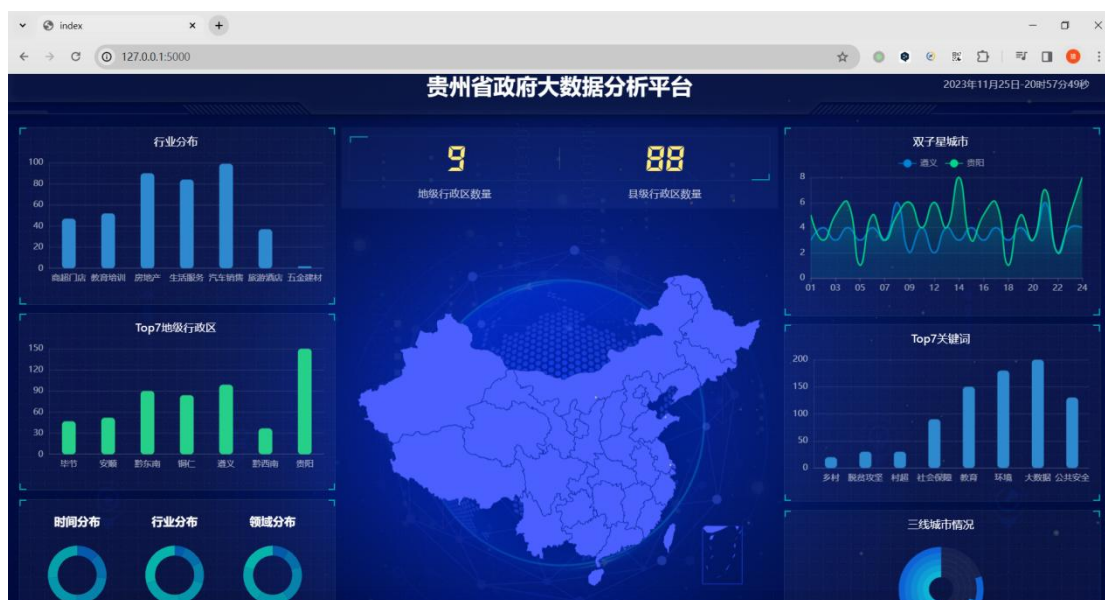 index
127.0.0.1:5000
贵州省政府大数据分析平台
2023年11月25日-20时57分49秒
行业分布
100
80
60
40
20
0
商超门店 教育培训 房地产 生活服务 汽车销售 旅游酒店 五金建材
Top7地级行政区
150
120
90
60
30
0
毕节 安顺 黔东南 铜仁 遵义 黔西南 贵阳
时间分布 行业分布 领域分布
9 88
地级行政区数量 县级行政区数量
双子星城市
遵义 贵阳
8
6
4
2
0
01 03 05 07 09 12 14 16 18 20 22 24
Top7关键词
200
150
100
50
0
乡村 脱贫攻坚 村超 社会保障 教育 环境 大数据 公共安全
三线城市情况